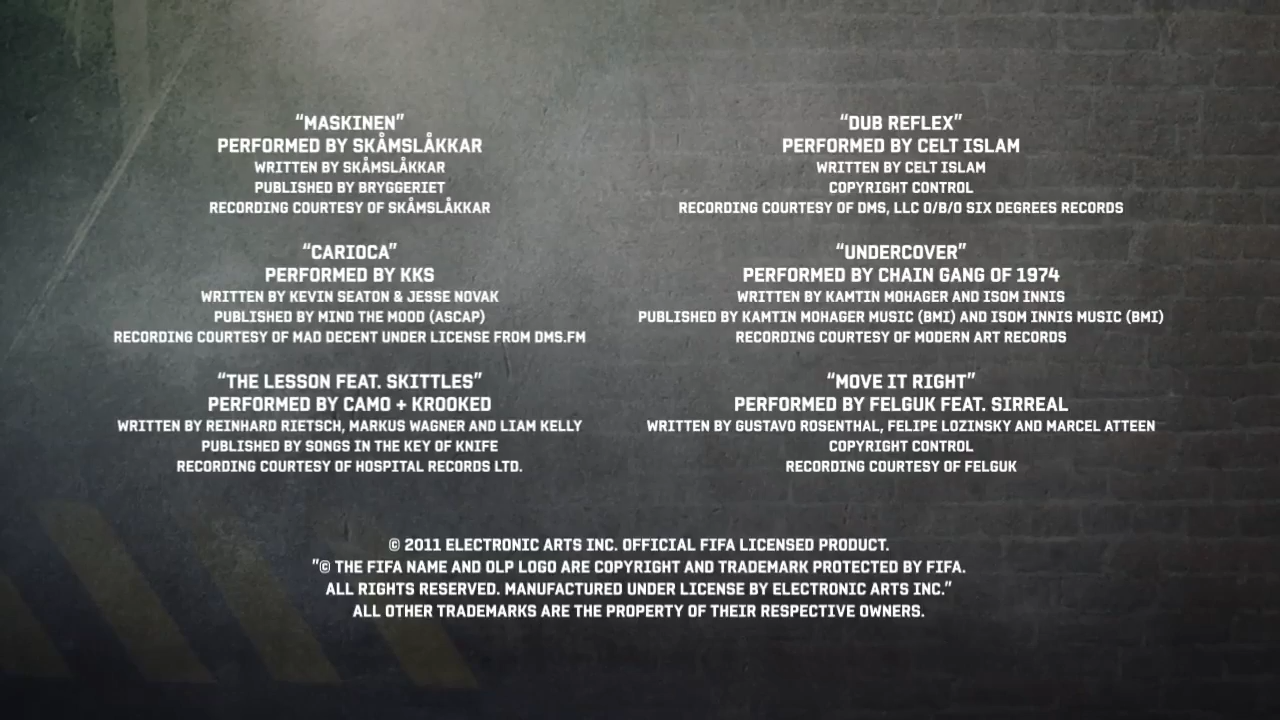 “MASKINEN”
PERFORMED BY SKÅMSLÅKKAR
WRITTEN BY SKÅMSLÅKKAR
PUBLISHED BY BRYGGERIET
RECORDING COURTESY OF SKÅMSLÅKKAR
“CARIOCA”
PERFORMED BY KKS
WRITTEN BY KEVIN SEATON & JESSE NOVAK
PUBLISHED BY MIND THE MOOD (ASCAP)
RECORDING COURTESY OF MAD DECENT UNDER LICENSE FROM DMS.FM
“THE LESSON FEAT. SKITTLES”
PERFORMED BY CAMO + KROOKED
WRITTEN BY REINHARD RIETSCH, MARKUS WAGNER AND LIAM KELLY
PUBLISHED BY SONGS IN THE KEY OF KNIFE
RECORDING COURTESY OF HOSPITAL RECORDS LTD.
“DUB REFLEX”
PERFORMED BY CELT ISLAM
WRITTEN BY CELT ISLAM
COPYRIGHT CONTROL
RECORDING COURTESY OF DMS, LLC O/B/O SIX DEGREES RECORDS
“UNDERCOVER”
PERFORMED BY CHAIN GANG OF 1974
WRITTEN BY KAMTIN MOHAGER AND ISOM INNIS
PUBLISHED BY KAMTIN MOHAGER MUSIC (BMI) AND ISOM INNIS MUSIC (BMI)
RECORDING COURTESY OF MODERN ART RECORDS
“MOVE IT RIGHT”
PERFORMED BY FELGUK FEAT. SIRREAL
WRITTEN BY GUSTAVO ROSENTHAL, FELIPE LOZINSKY AND MARCEL ATTEEN
COPYRIGHT CONTROL
RECORDING COURTESY OF FELGUK
© 2011 ELECTRONIC ARTS INC. OFFICIAL FIFA LICENSED PRODUCT.
"© THE FIFA NAME AND OLP LOGO ARE COPYRIGHT AND TRADEMARK PROTECTED BY FIFA.
ALL RIGHTS RESERVED. MANUFACTURED UNDER LICENSE BY ELECTRONIC ARTS INC."
ALL OTHER TRADEMARKS ARE THE PROPERTY OF THEIR RESPECTIVE OWNERS.